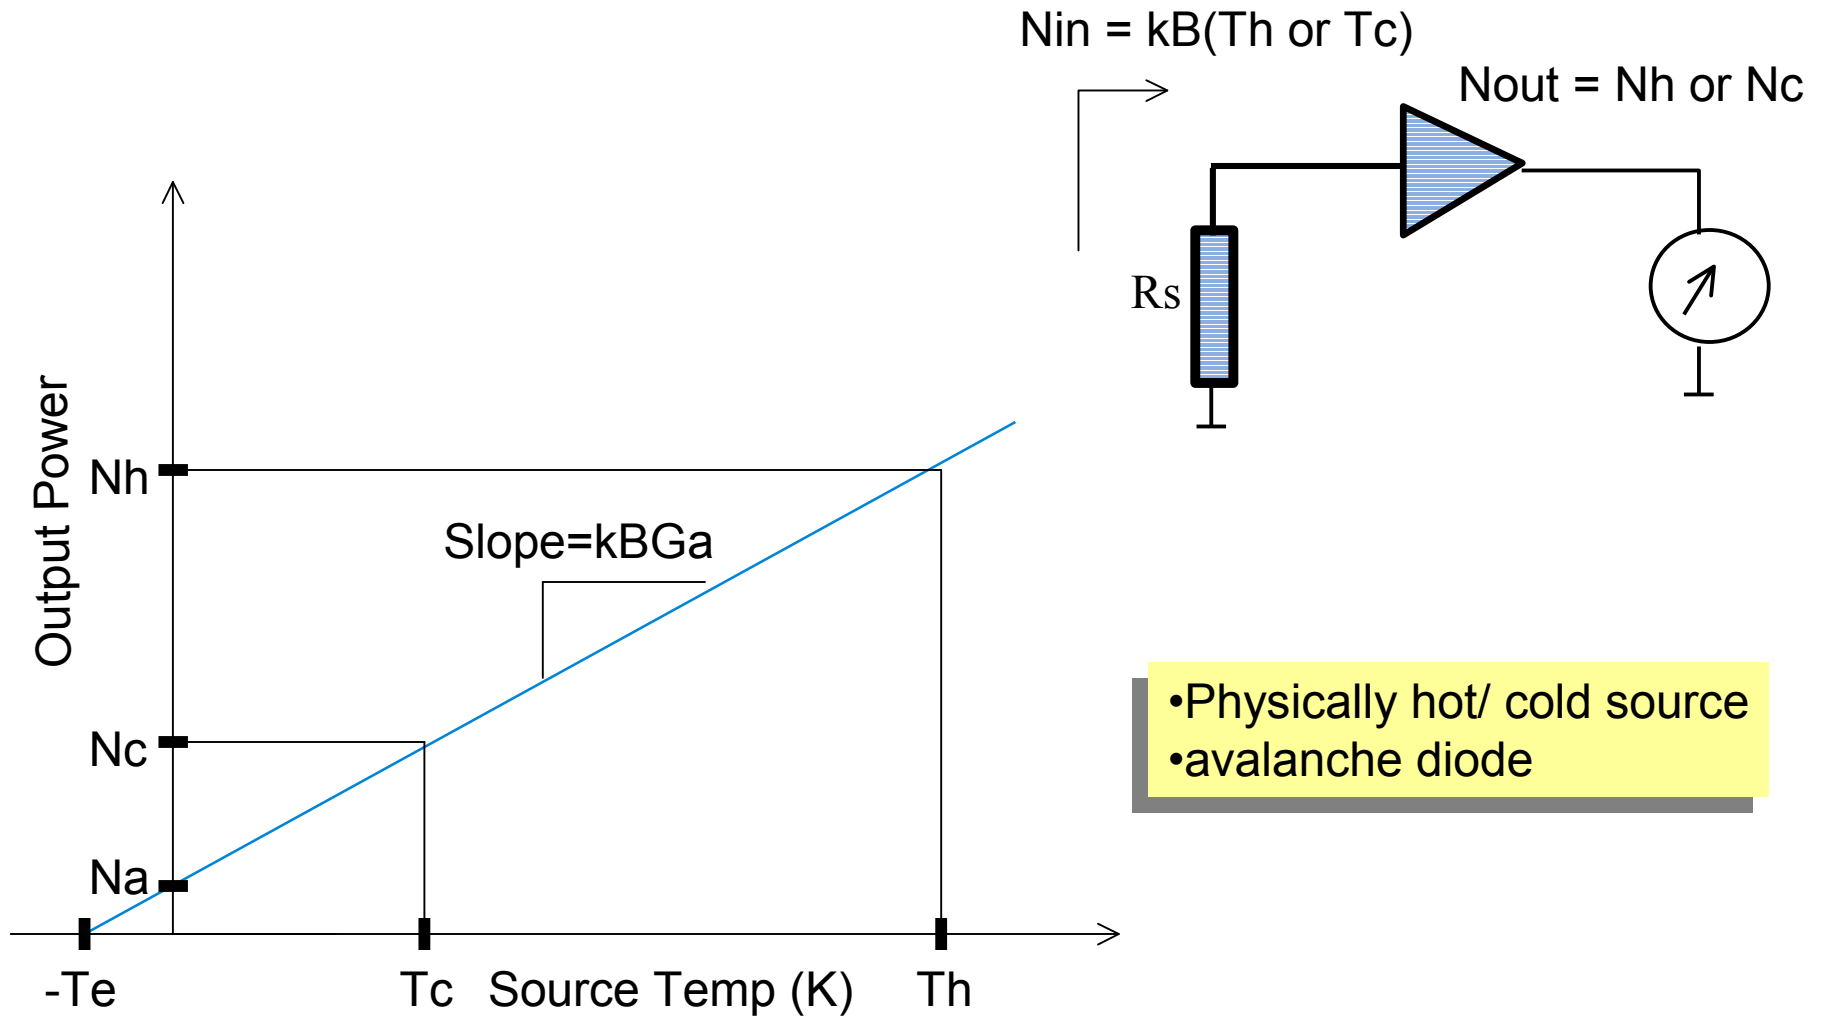 Nin = kB(Th or Tc)
Nout = Nh or Nc
Rs
Output Power
Nh
Slope=kBGa
Nc
Na
•Physically hot/ cold source
•avalanche diode
-Te
Tc
Source Temp (K)
Th